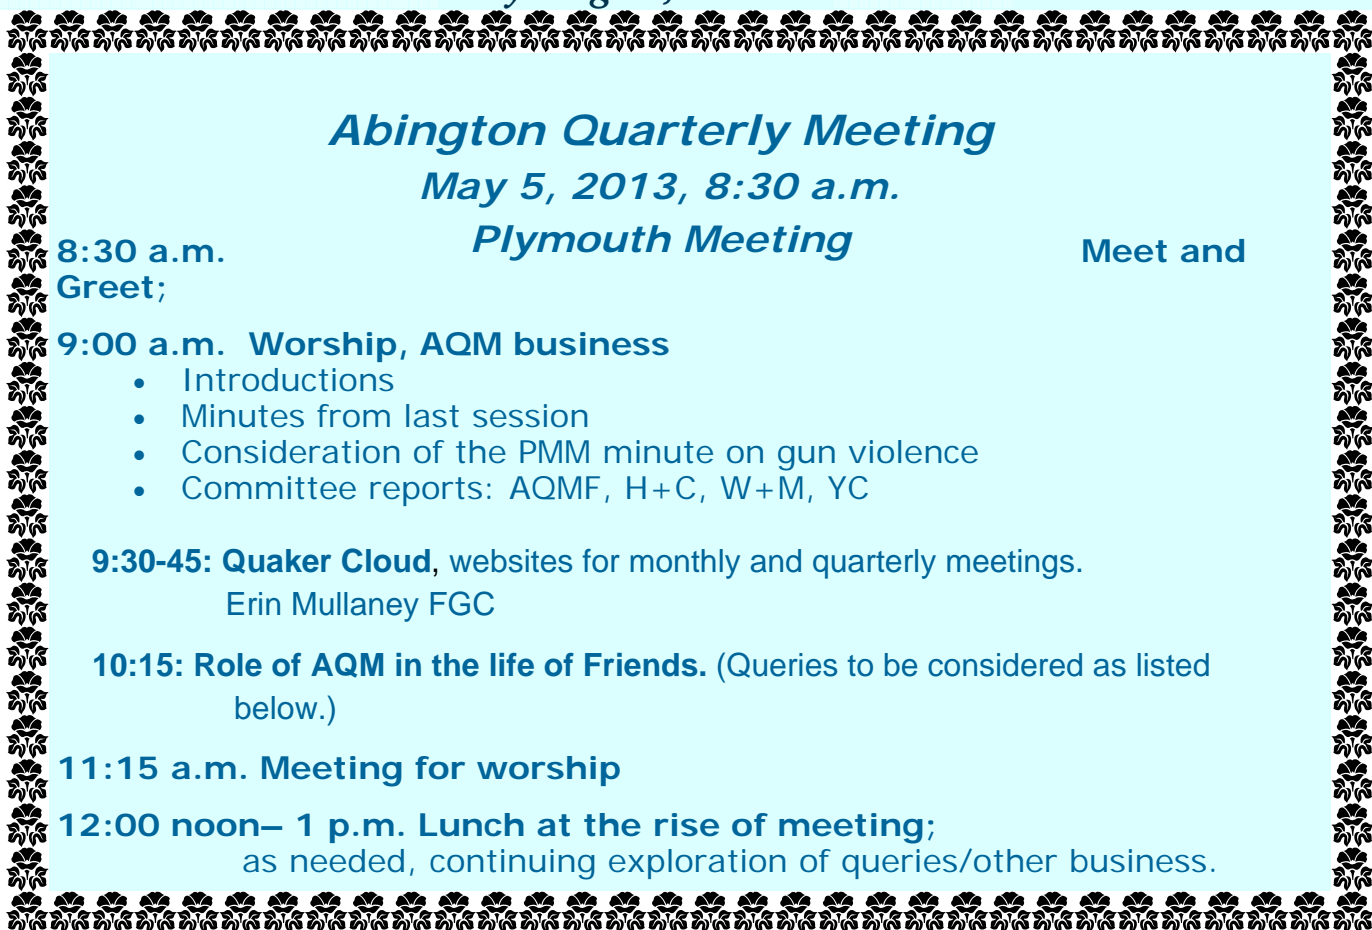 Abington Quarterly Meeting
May 5, 2013, 8:30 a.m.
Plymouth Meeting
8:30 a.m. Meet and
Greet;
9:00 a.m. Worship, AQM business
• Introductions
• Minutes from last session
• Consideration of the PMM minute on gun violence
• Committee reports: AQMF, H+C, W+M, YC
9:30-45: Quaker Cloud, websites for monthly and quarterly meetings.
Erin Mullaney FGC
10:15: Role of AQM in the life of Friends. (Queries to be considered as listed
below.)
11:15 a.m. Meeting for worship
12:00 noon– 1 p.m. Lunch at the rise of meeting;
as needed, continuing exploration of queries/other business.